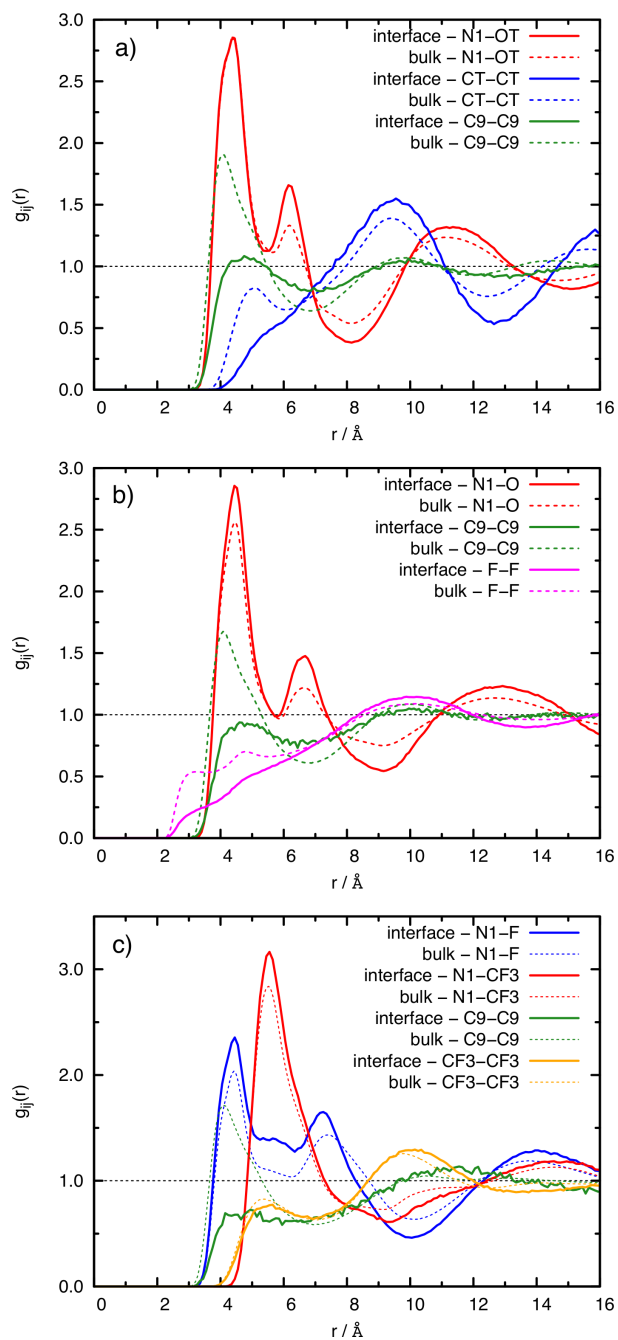 a)
interface – N1–OT
bulk – N1–OT
interface – CT–CT
bulk – CT–CT
interface – C9–C9
bulk – C9–C9
3.0
2.5
2.0
1.5
1.0
0.5
0.0
g_ij(r)
0 2 4 6 8 10 12 14 16
r / Å
b)
interface – N1–O
bulk – N1–O
interface – C9–C9
bulk – C9–C9
interface – F–F
bulk – F–F
3.0
2.5
2.0
1.5
1.0
0.5
0.0
g_ij(r)
0 2 4 6 8 10 12 14 16
r / Å
c)
interface – N1–F
bulk – N1–F
interface – N1–CF3
bulk – N1–CF3
interface – C9–C9
bulk – C9–C9
interface – CF3–CF3
bulk – CF3–CF3
3.0
2.0
1.0
0.0
g_ij(r)
0 2 4 6 8 10 12 14 16
r / Å